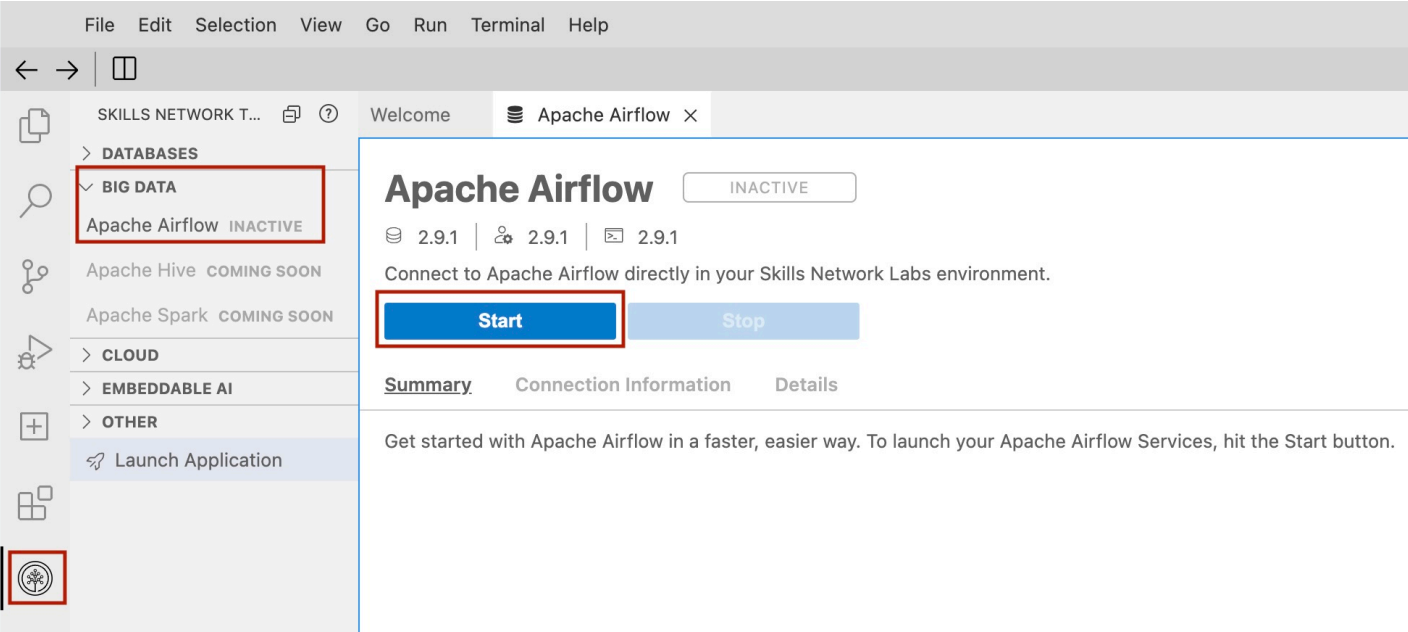 File Edit Selection View Go Run Terminal Help
SKILLS NETWORK T...
DATABASES
BIG DATA
Apache Airflow INACTIVE
Apache Hive COMING SOON
Apache Spark COMING SOON
CLOUD
EMBEDDABLE AI
OTHER
Launch Application
Welcome
Apache Airflow
Apache Airflow INACTIVE
2.9.1 2.9.1 2.9.1
Connect to Apache Airflow directly in your Skills Network Labs environment.
Start Stop
Summary Connection Information Details
Get started with Apache Airflow in a faster, easier way. To launch your Apache Airflow Services, hit the Start button.